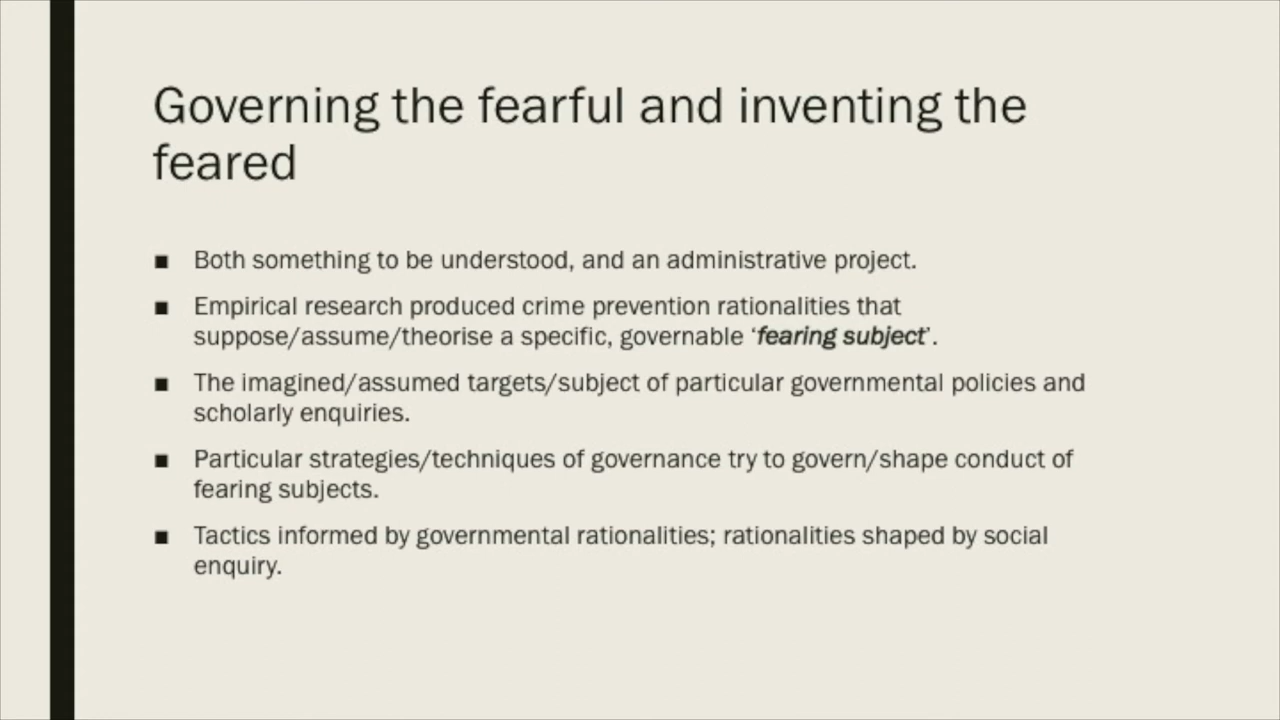 Governing the fearful and inventing the
feared
■ Both something to be understood, and an administrative project.
■ Empirical research produced crime prevention rationalities that
suppose/assume/theorise a specific, governable ‘fearing subject’.
■ The imagined/assumed targets/subject of particular governmental policies and
scholarly enquiries.
■ Particular strategies/techniques of governance try to govern/shape conduct of
fearing subjects.
■ Tactics informed by governmental rationalities; rationalities shaped by social
enquiry.